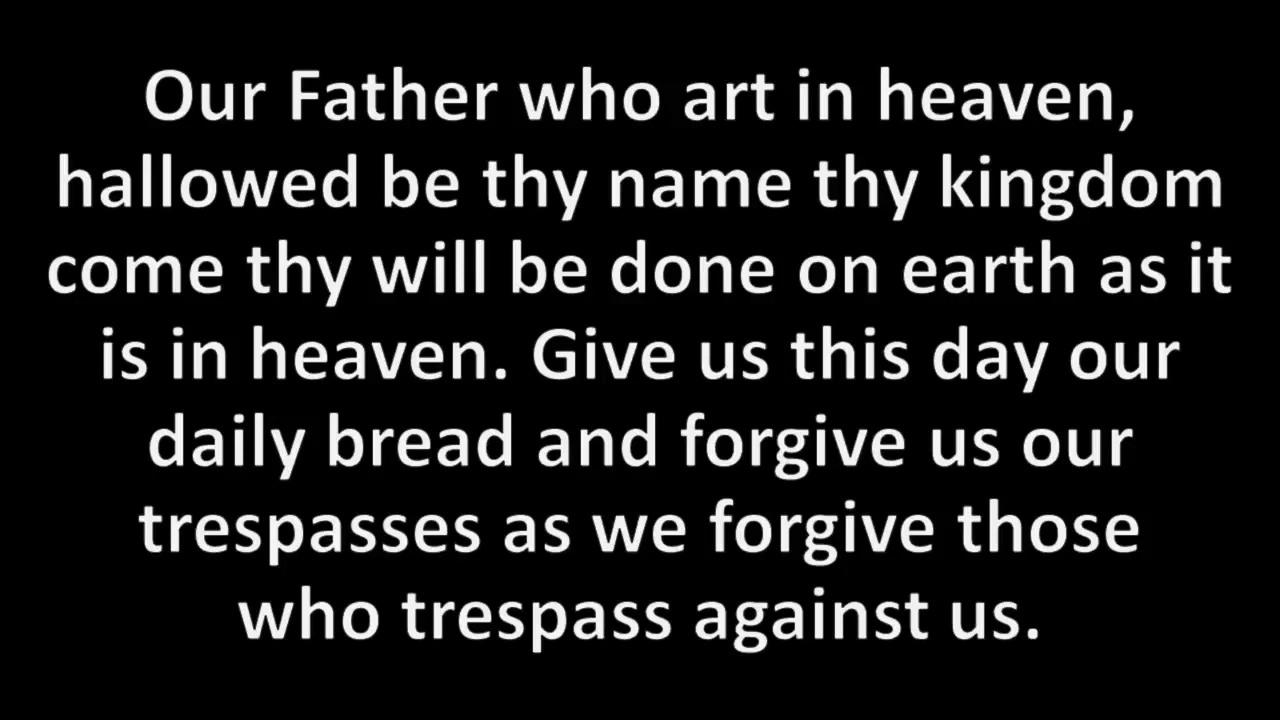 Our Father who art in heaven,
hallowed be thy name thy kingdom
come thy will be done on earth as it
is in heaven. Give us this day our
daily bread and forgive us our
trespasses as we forgive those
who trespass against us.